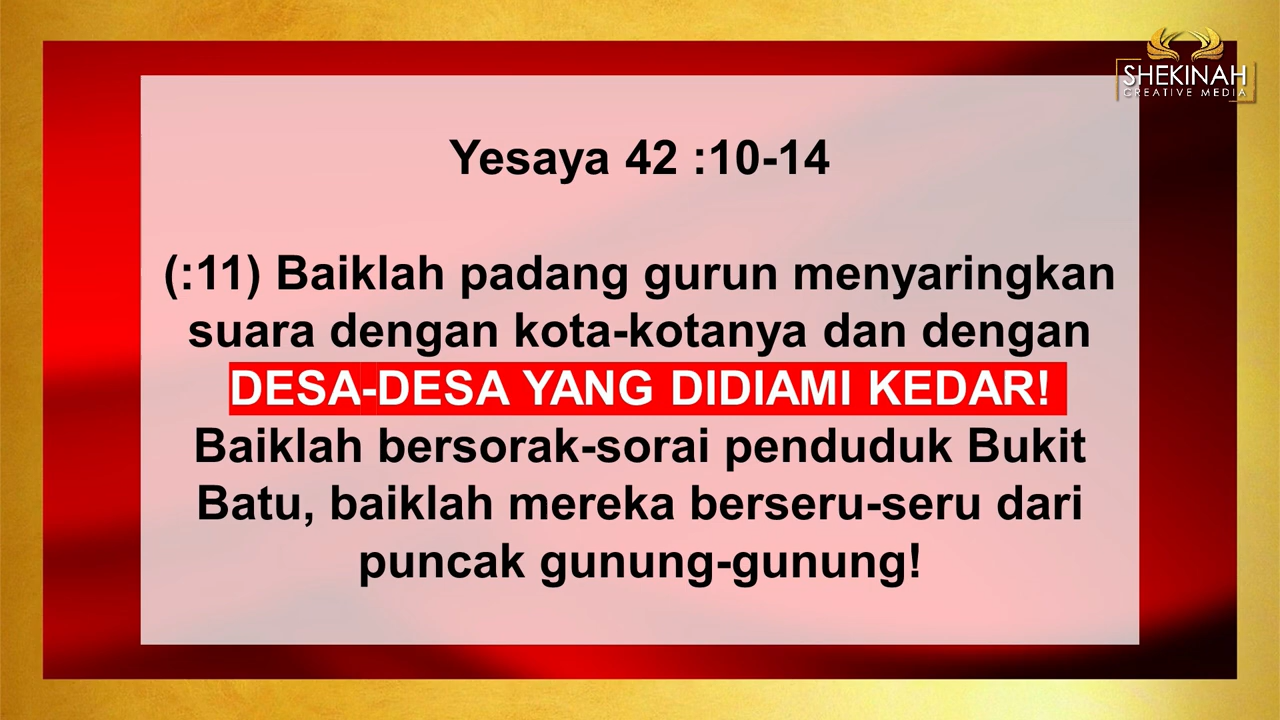 SHEKINAH
CREATIVE MEDIA
Yesaya 42 :10-14
(:11) Baiklah padang gurun menyaringkan
suara dengan kota-kotanya dan dengan
DESA-DESA YANG DIDIAMI KEDAR!
Baiklah bersorak-sorai penduduk Bukit
Batu, baiklah mereka berseru-seru dari
puncak gunung-gunung!